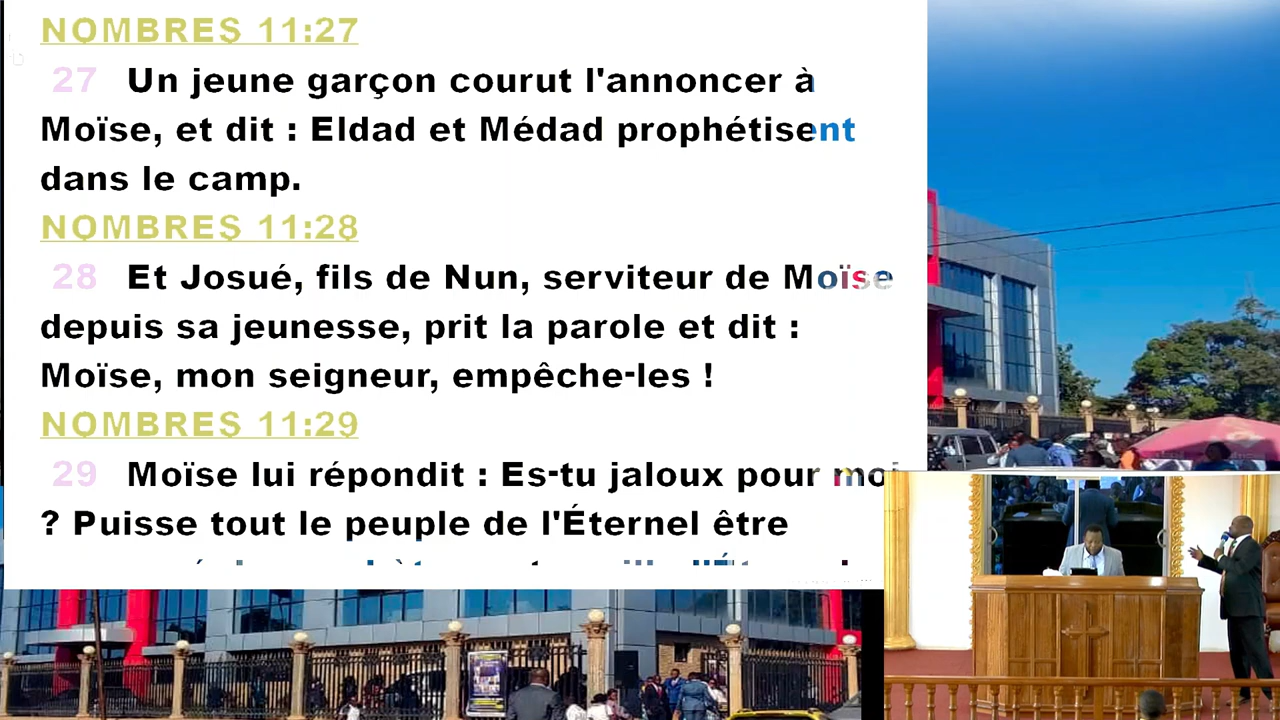 NOMBRES 11:27
27 Un jeune garçon courut l'annoncer à
Moïse, et dit : Eldad et Médad prophétisent
dans le camp.
NOMBRES 11:28
28 Et Josué, fils de Nun, serviteur de Moïse
depuis sa jeunesse, prit la parole et dit :
Moïse, mon seigneur, empêche-les !
NOMBRES 11:29
29 Moïse lui répondit : Es-tu jaloux pour moi
? Puisse tout le peuple de l'Éternel être